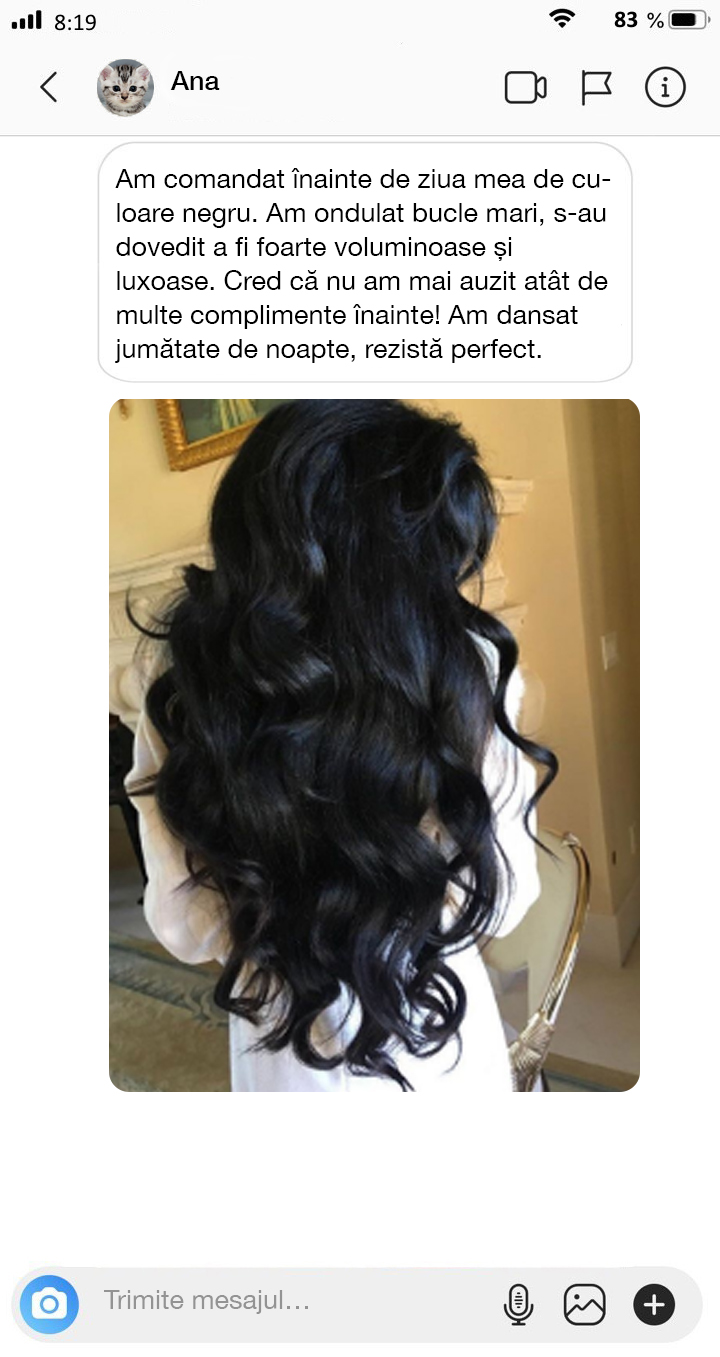 8:19
83 %
Ana
Am comandat înainte de ziua mea de cu-
loare negru. Am ondulat bucle mari, s-au
dovedit a fi foarte voluminoase și
luxoase. Cred că nu am mai auzit atât de
multe complimente înainte! Am dansat
jumătate de noapte, rezistă perfect.
Trimite mesajul...